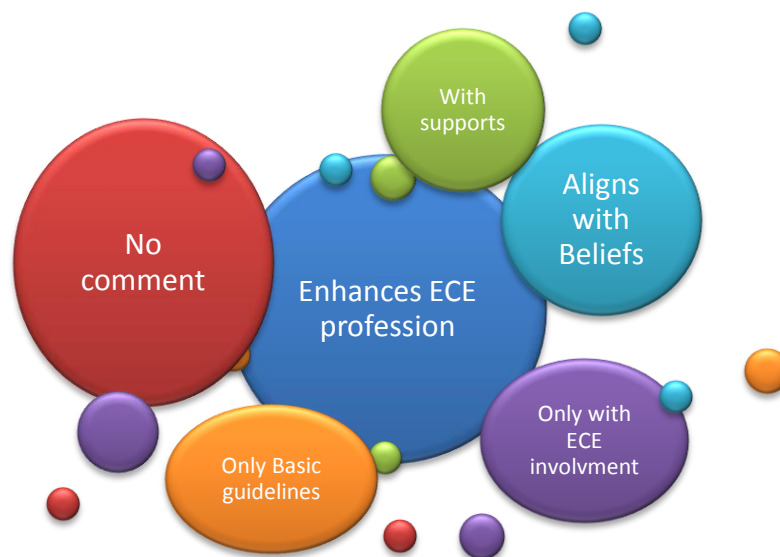 With
supports
Aligns
with
Beliefs
No
comment
Enhances ECE
profession
Only with
ECE
involvment
Only Basic
guidelines